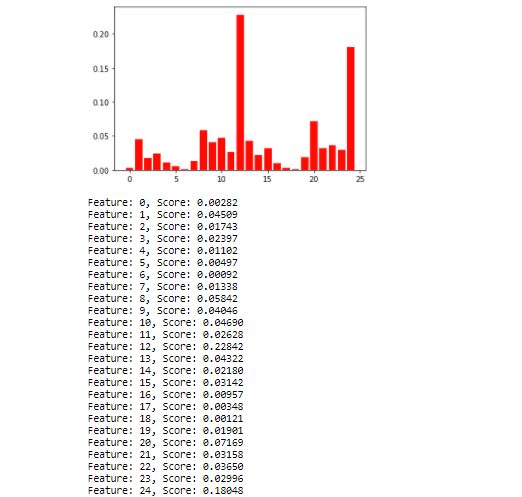 0.20
0.15
0.10
0.05
0.00
0 5 10 15 20 25
Feature: 0, Score: 0.00282
Feature: 1, Score: 0.04509
Feature: 2, Score: 0.01743
Feature: 3, Score: 0.02397
Feature: 4, Score: 0.01102
Feature: 5, Score: 0.00497
Feature: 6, Score: 0.00092
Feature: 7, Score: 0.01338
Feature: 8, Score: 0.05842
Feature: 9, Score: 0.04046
Feature: 10, Score: 0.04690
Feature: 11, Score: 0.02628
Feature: 12, Score: 0.22842
Feature: 13, Score: 0.04322
Feature: 14, Score: 0.02180
Feature: 15, Score: 0.03142
Feature: 16, Score: 0.00957
Feature: 17, Score: 0.00348
Feature: 18, Score: 0.00121
Feature: 19, Score: 0.01901
Feature: 20, Score: 0.07169
Feature: 21, Score: 0.03158
Feature: 22, Score: 0.03650
Feature: 23, Score: 0.02996
Feature: 24, Score: 0.18048